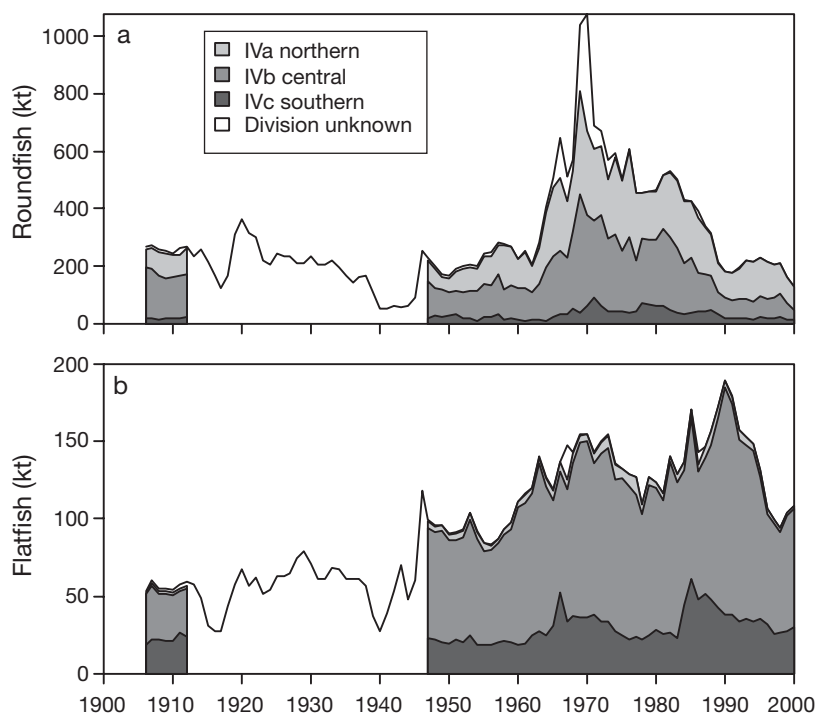 a
IVa northern
IVb central
IVc southern
Division unknown
Roundfish (kt)
1000
800
600
400
200
0
b
Flatfish (kt)
200
150
100
50
0
1900 1910 1920 1930 1940 1950 1960 1970 1980 1990 2000